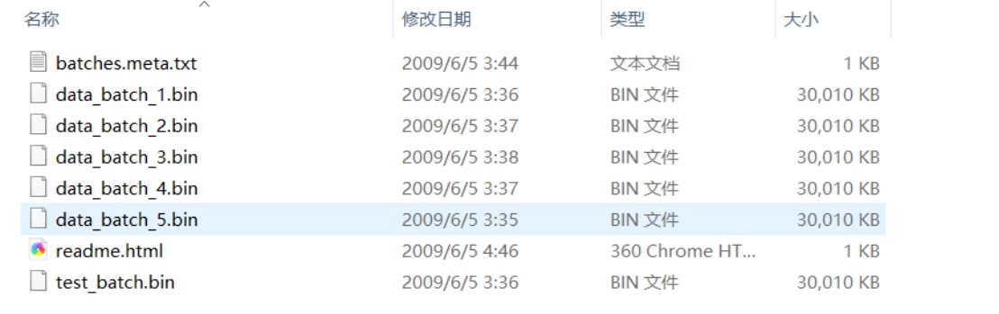 名称 修改日期 类型 大小
batches.meta.txt 2009/6/5 3:44 文本文档 1 KB
data_batch_1.bin 2009/6/5 3:36 BIN 文件 30,010 KB
data_batch_2.bin 2009/6/5 3:37 BIN 文件 30,010 KB
data_batch_3.bin 2009/6/5 3:38 BIN 文件 30,010 KB
data_batch_4.bin 2009/6/5 3:37 BIN 文件 30,010 KB
data_batch_5.bin 2009/6/5 3:35 BIN 文件 30,010 KB
readme.html 2009/6/5 4:46 360 Chrome HT... 1 KB
test_batch.bin 2009/6/5 3:36 BIN 文件 30,010 KB